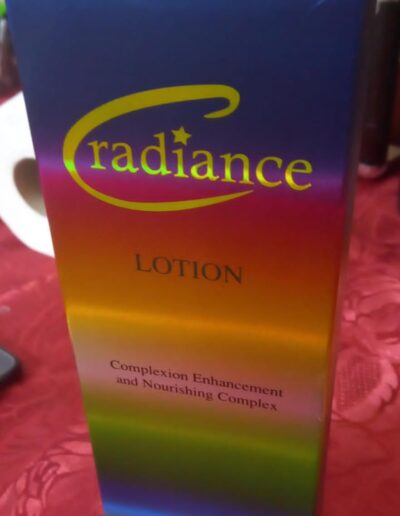 radiance
LOTION
Complexion Enhancement
and Nourishing Complex